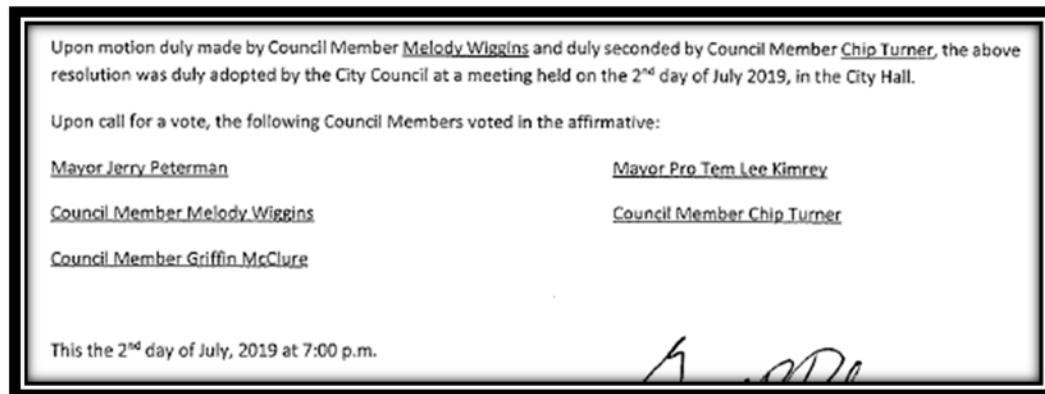 Upon motion duly made by Council Member Melody Wiggins and duly seconded by Council Member Chip Turner, the above
resolution was duly adopted by the City Council at a meeting held on the 2nd day of July 2019, in the City Hall.
Upon call for a vote, the following Council Members voted in the affirmative:
Mayor Jerry Peterman Mayor Pro Tem Lee Kimrey
Council Member Melody Wiggins Council Member Chip Turner
Council Member Griffin McClure
This the 2nd day of July, 2019 at 7:00 p.m.